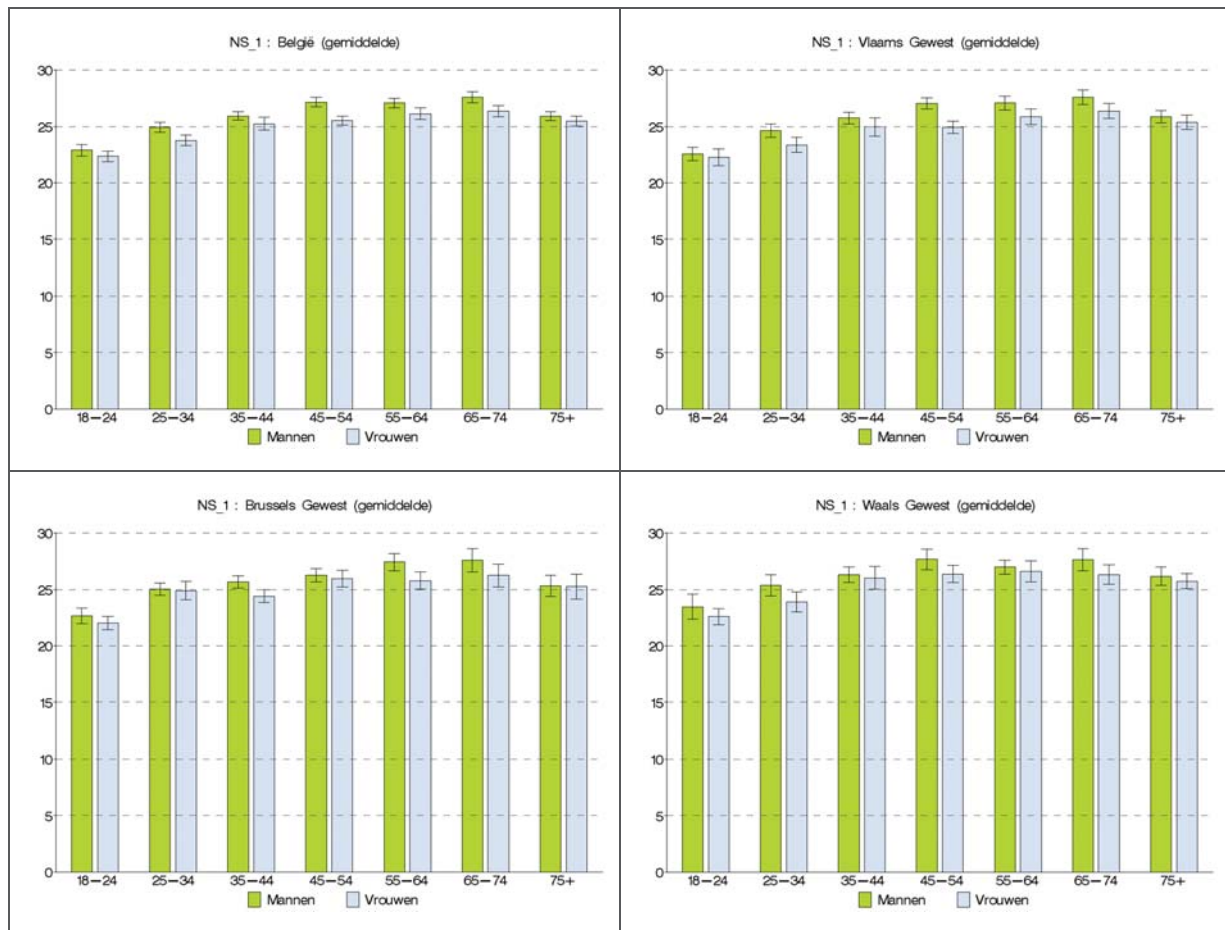 NS_1 : België (gemiddelde)
30
25
20
15
10
5
0
18–24 25–34 35–44 45–54 55–64 65–74 75+
Mannen Vrouwen
NS_1 : Vlaams Gewest (gemiddelde)
30
25
20
15
10
5
0
18–24 25–34 35–44 45–54 55–64 65–74 75+
Mannen Vrouwen
NS_1 : Brussels Gewest (gemiddelde)
30
25
20
15
10
5
0
18–24 25–34 35–44 45–54 55–64 65–74 75+
Mannen Vrouwen
NS_1 : Waals Gewest (gemiddelde)
30
25
20
15
10
5
0
18–24 25–34 35–44 45–54 55–64 65–74 75+
Mannen Vrouwen